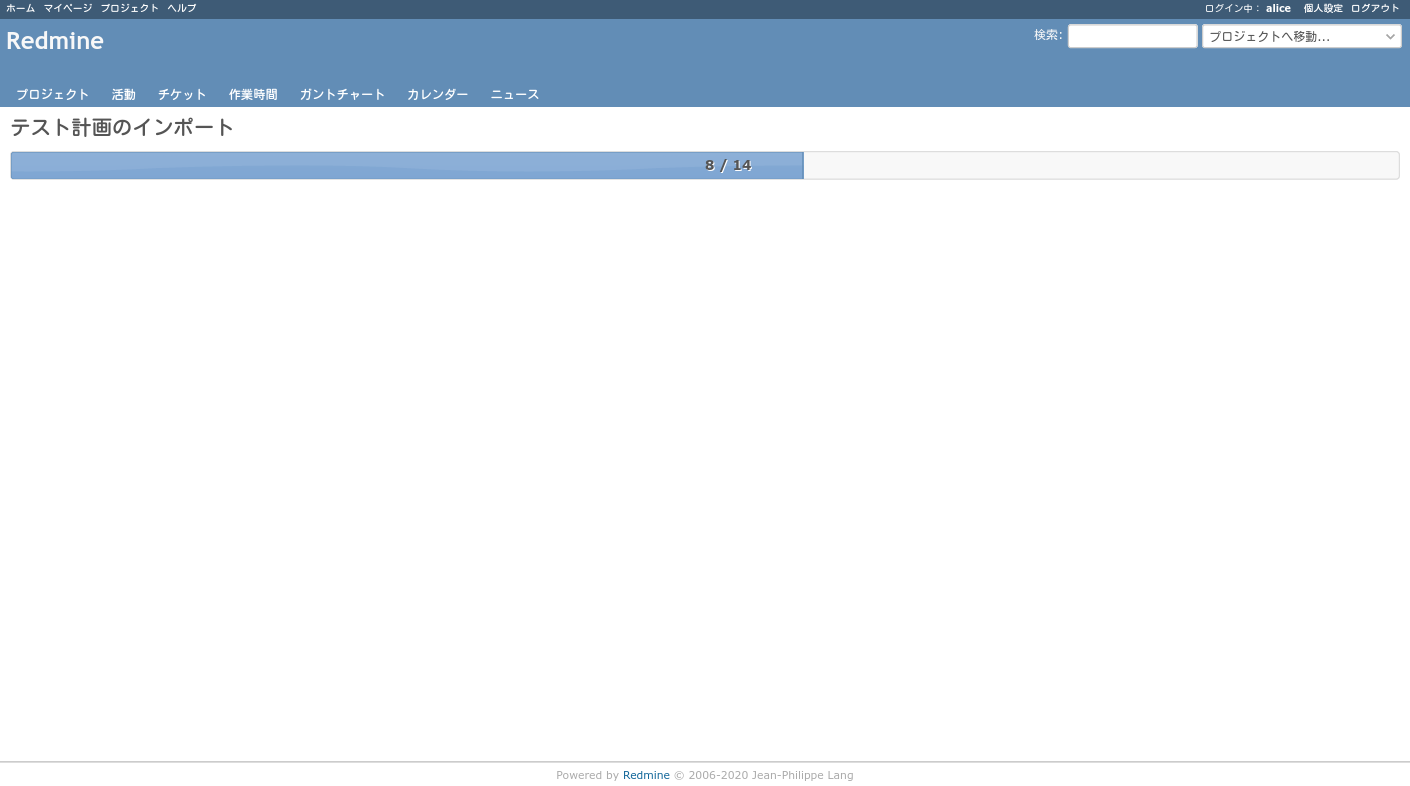 ホーム マイページ プロジェクト ヘルプ ログイン中： alice 個人設定 ログアウト
Redmine 検索: プロジェクトへ移動...
プロジェクト 活動 チケット 作業時間 ガントチャート カレンダー ニュース
テスト計画のインポート
8 / 14
Powered by Redmine © 2006-2020 Jean-Philippe Lang